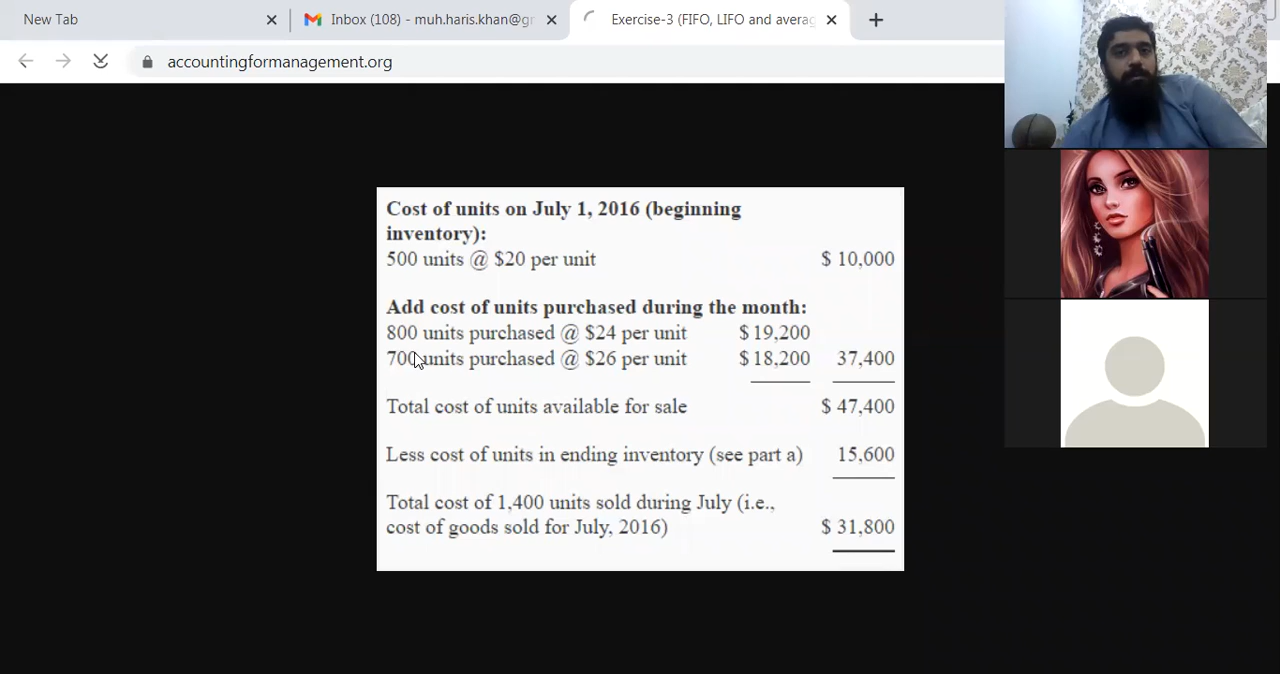 New Tab
Inbox (108) - muh.haris.khan@gr
Exercise-3 (FIFO, LIFO and averag
accountingformanagement.org
Cost of units on July 1, 2016 (beginning
inventory):
500 units @ $20 per unit $ 10,000
Add cost of units purchased during the month:
800 units purchased @ $24 per unit $ 19,200
700 units purchased @ $26 per unit $ 18,200 37,400
Total cost of units available for sale $ 47,400
Less cost of units in ending inventory (see part a) 15,600
Total cost of 1,400 units sold during July (i.e.,
cost of goods sold for July, 2016) $ 31,800